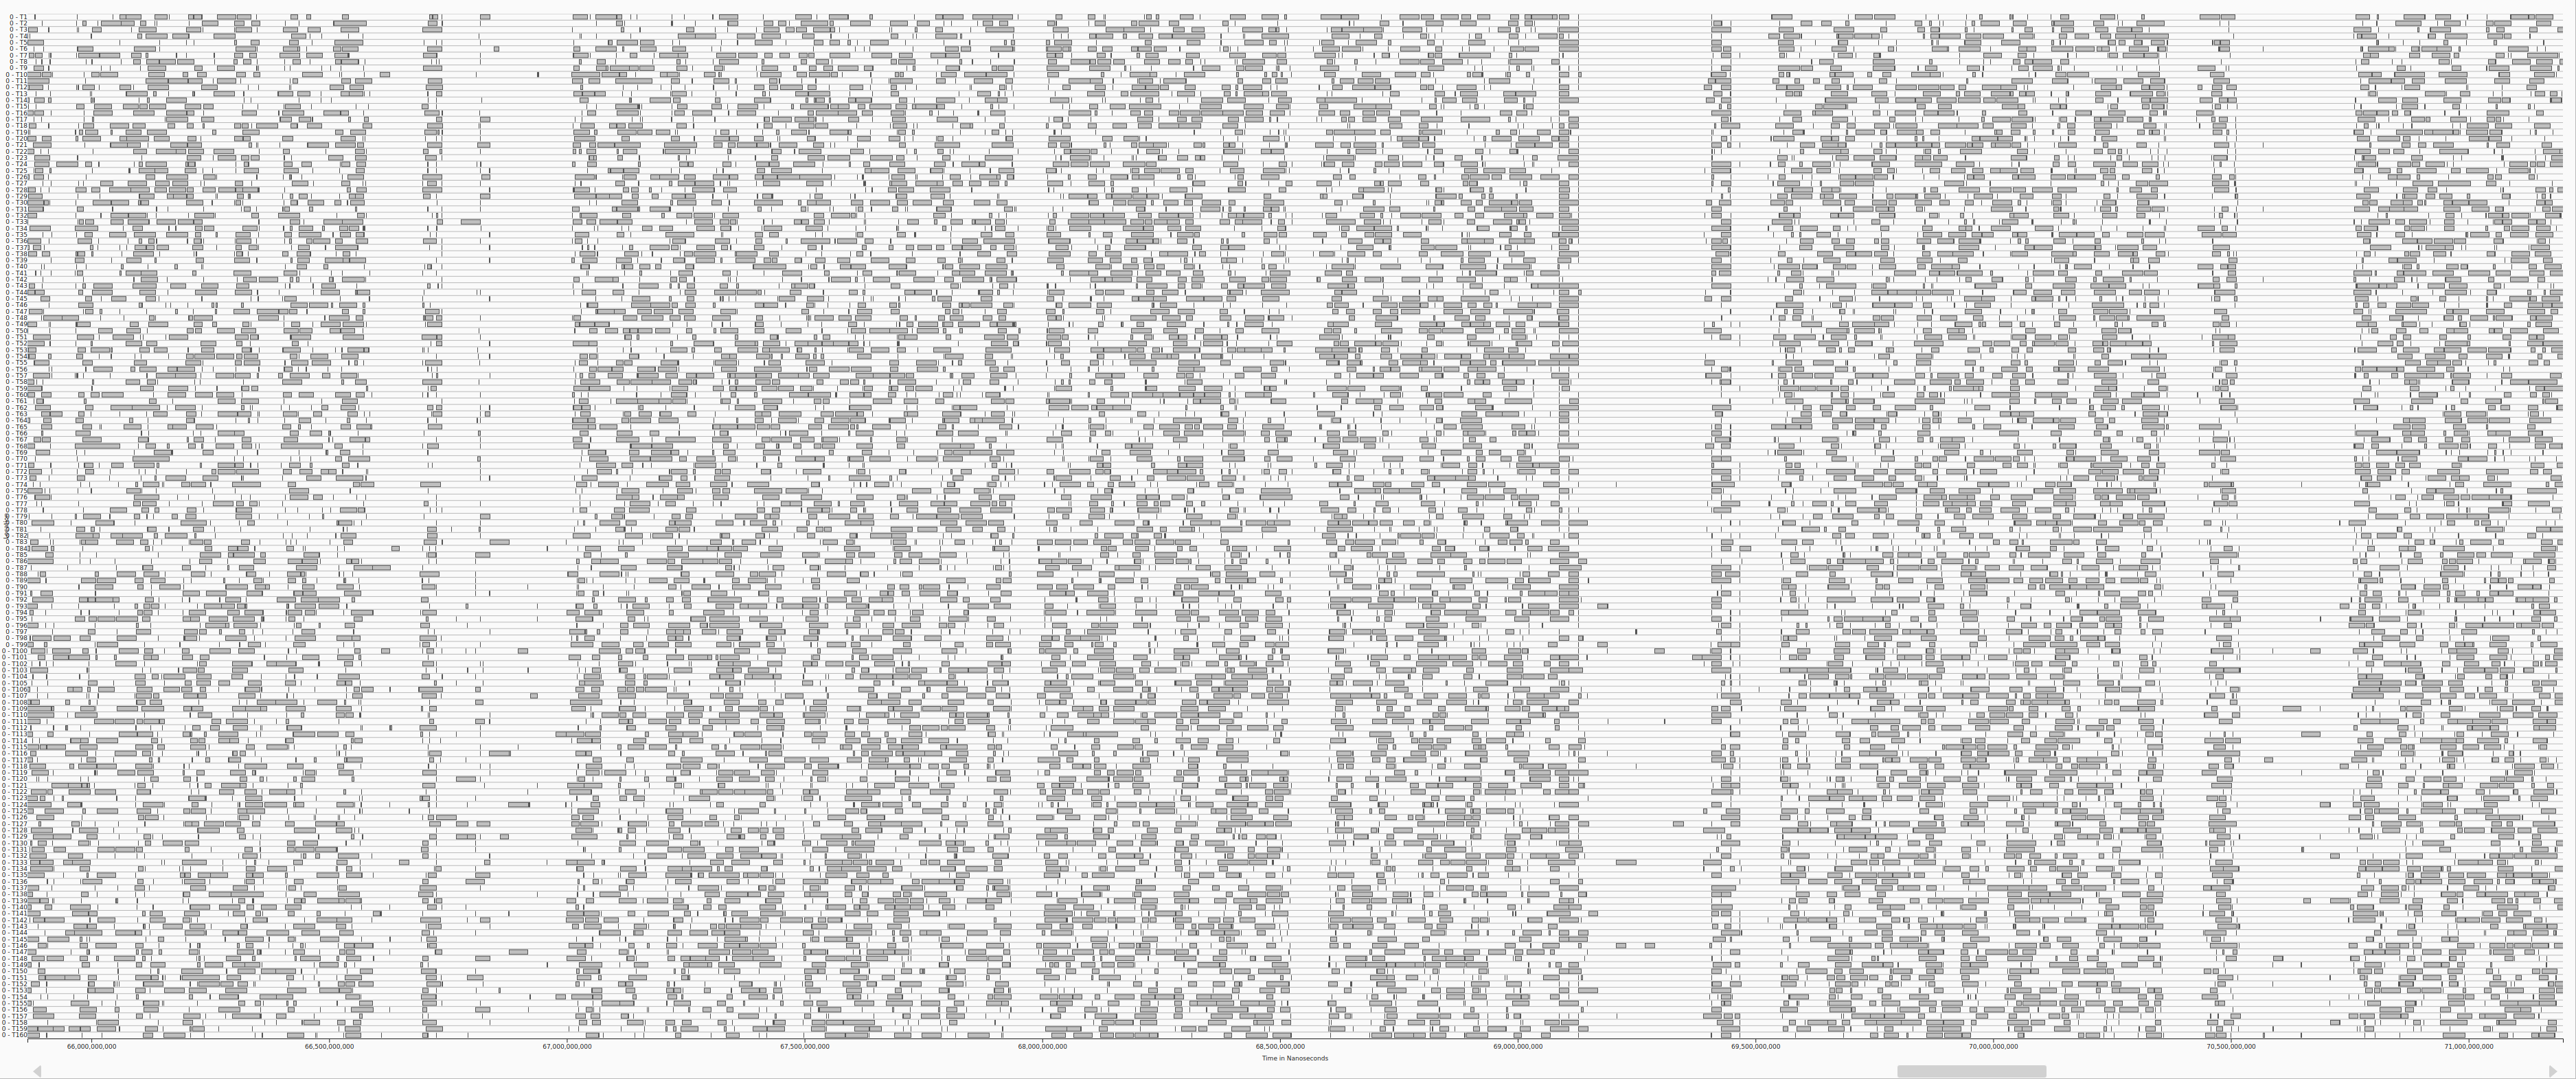 0 - T1
0 - T2
0 - T3
0 - T4
0 - T5
0 - T6
0 - T7
0 - T8
0 - T9
0 - T10
0 - T11
0 - T12
0 - T13
0 - T14
0 - T15
0 - T16
0 - T17
0 - T18
0 - T19
0 - T20
0 - T21
0 - T22
0 - T23
0 - T24
0 - T25
0 - T26
0 - T27
0 - T28
0 - T29
0 - T30
0 - T31
0 - T32
0 - T33
0 - T34
0 - T35
0 - T36
0 - T37
0 - T38
0 - T39
0 - T40
0 - T41
0 - T42
0 - T43
0 - T44
0 - T45
0 - T46
0 - T47
0 - T48
0 - T49
0 - T50
0 - T51
0 - T52
0 - T53
0 - T54
0 - T55
0 - T56
0 - T57
0 - T58
0 - T59
0 - T60
0 - T61
0 - T62
0 - T63
0 - T64
0 - T65
0 - T66
0 - T67
0 - T68
0 - T69
0 - T70
0 - T71
0 - T72
0 - T73
0 - T74
0 - T75
0 - T76
0 - T77
0 - T78
0 - T79
0 - T80
0 - T81
0 - T82
0 - T83
0 - T84
0 - T85
0 - T86
0 - T87
0 - T88
0 - T89
0 - T90
0 - T91
0 - T92
0 - T93
0 - T94
0 - T95
0 - T96
0 - T97
0 - T98
0 - T99
0 - T100
0 - T101
0 - T102
0 - T103
0 - T104
0 - T105
0 - T106
0 - T107
0 - T108
0 - T109
0 - T110
0 - T111
0 - T112
0 - T113
0 - T114
0 - T115
0 - T116
0 - T117
0 - T118
0 - T119
0 - T120
0 - T121
0 - T122
0 - T123
0 - T124
0 - T125
0 - T126
0 - T127
0 - T128
0 - T129
0 - T130
0 - T131
0 - T132
0 - T133
0 - T134
0 - T135
0 - T136
0 - T137
0 - T138
0 - T139
0 - T140
0 - T141
0 - T142
0 - T143
0 - T144
0 - T145
0 - T146
0 - T147
0 - T148
0 - T149
0 - T150
0 - T151
0 - T152
0 - T153
0 - T154
0 - T155
0 - T156
0 - T157
0 - T158
0 - T159
0 - T160
66,000,000,000 66,500,000,000 67,000,000,000 67,500,000,000 68,000,000,000 68,500,000,000 69,000,000,000 69,500,000,000 70,000,000,000 70,500,000,000 71,000,000,000
Time in Nanoseconds